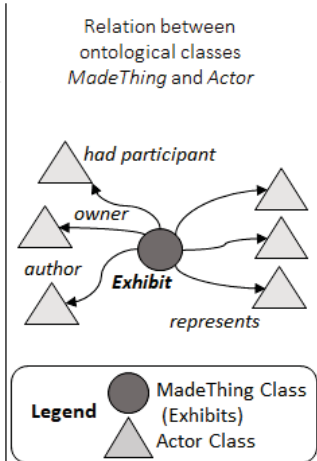 Relation between
ontological classes
MadeThing and Actor
had participant
owner
author
Exhibit
represents
Legend
MadeThing Class
(Exhibits)
Actor Class